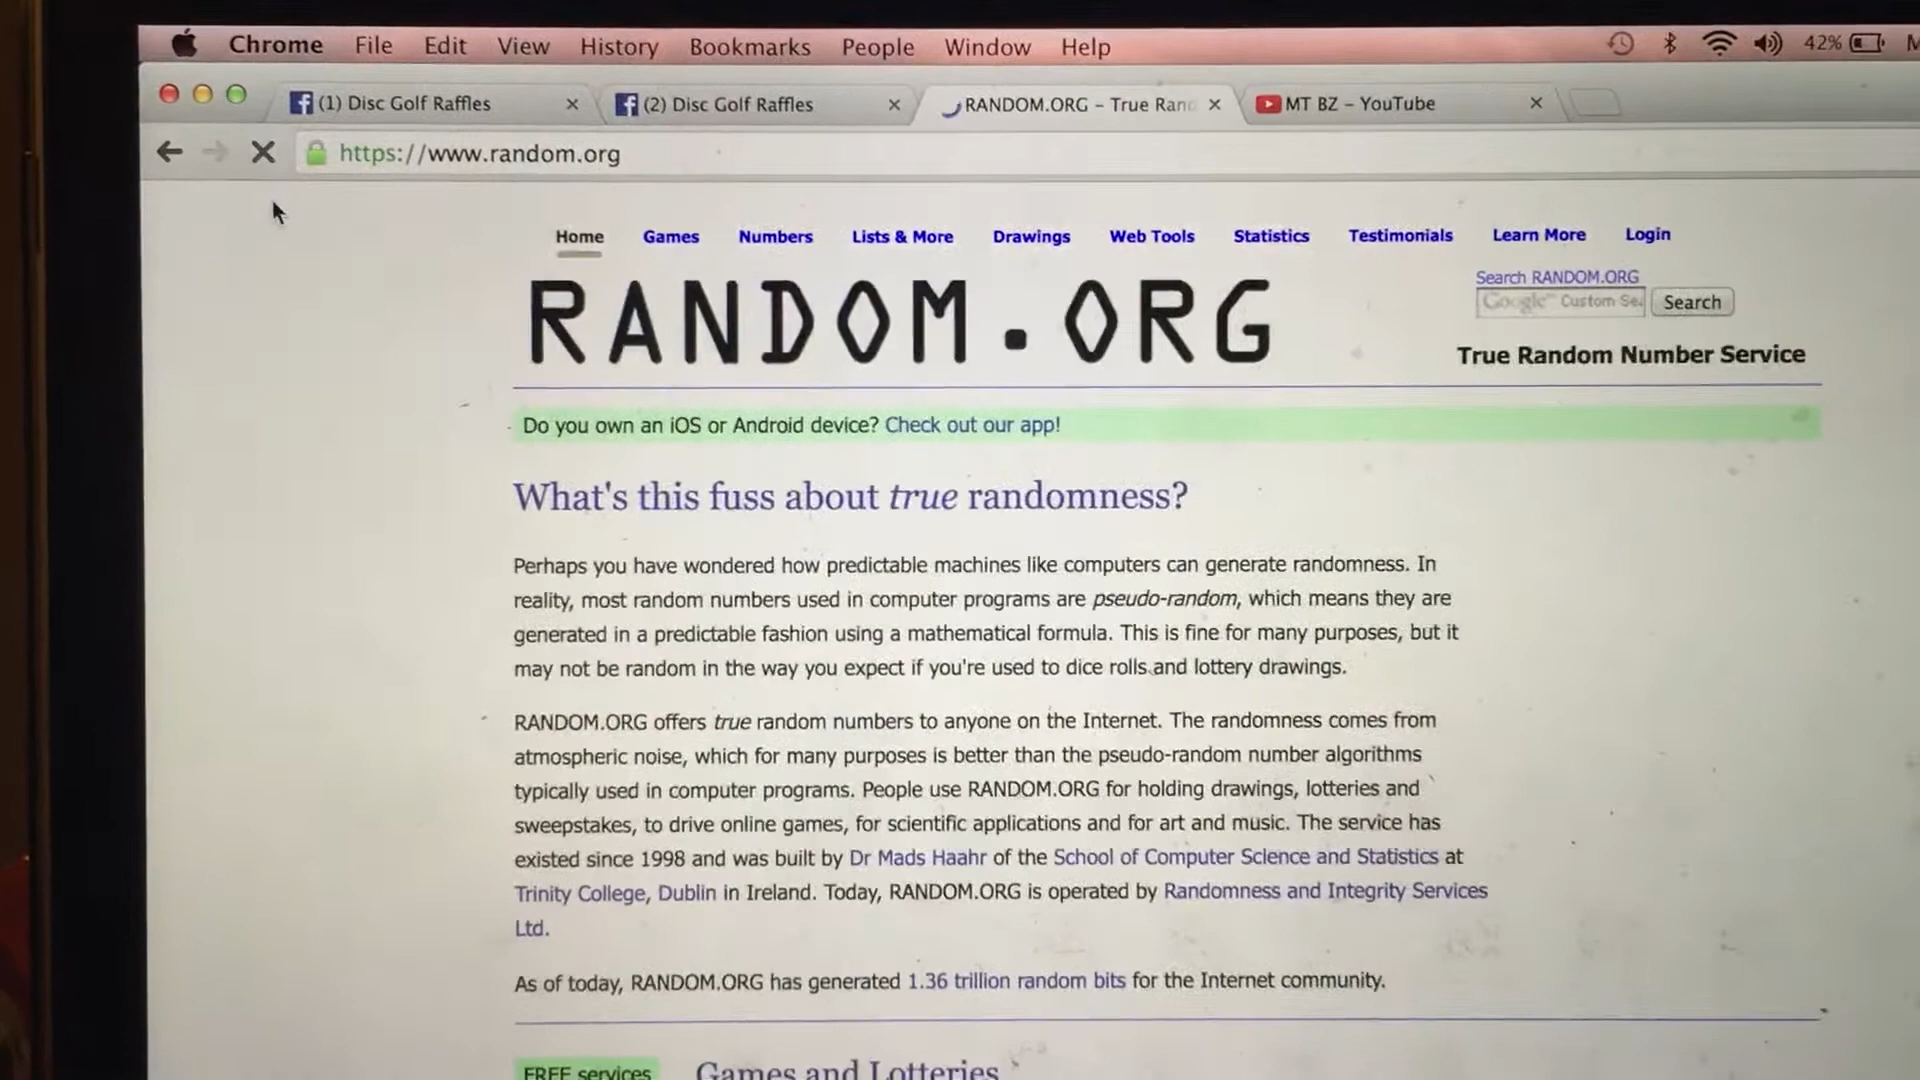 Chrome File Edit View History Bookmarks People Window Help 42%
(1) Disc Golf Raffles (2) Disc Golf Raffles RANDOM.ORG - True Ran MT BZ - YouTube
https://www.random.org
Home Games Numbers Lists & More Drawings Web Tools Statistics Testimonials Learn More Login
RANDOM.ORG
Search RANDOM.ORG
Google™ Custom Se Search
True Random Number Service
Do you own an iOS or Android device? Check out our app!
What's this fuss about true randomness?
Perhaps you have wondered how predictable machines like computers can generate randomness. In
reality, most random numbers used in computer programs are pseudo-random, which means they are
generated in a predictable fashion using a mathematical formula. This is fine for many purposes, but it
may not be random in the way you expect if you're used to dice rolls and lottery drawings.
RANDOM.ORG offers true random numbers to anyone on the Internet. The randomness comes from
atmospheric noise, which for many purposes is better than the pseudo-random number algorithms
typically used in computer programs. People use RANDOM.ORG for holding drawings, lotteries and
sweepstakes, to drive online games, for scientific applications and for art and music. The service has
existed since 1998 and was built by Dr Mads Haahr of the School of Computer Science and Statistics at
Trinity College, Dublin in Ireland. Today, RANDOM.ORG is operated by Randomness and Integrity Services
Ltd.
As of today, RANDOM.ORG has generated 1.36 trillion random bits for the Internet community.
FREE services Games and Lotteries